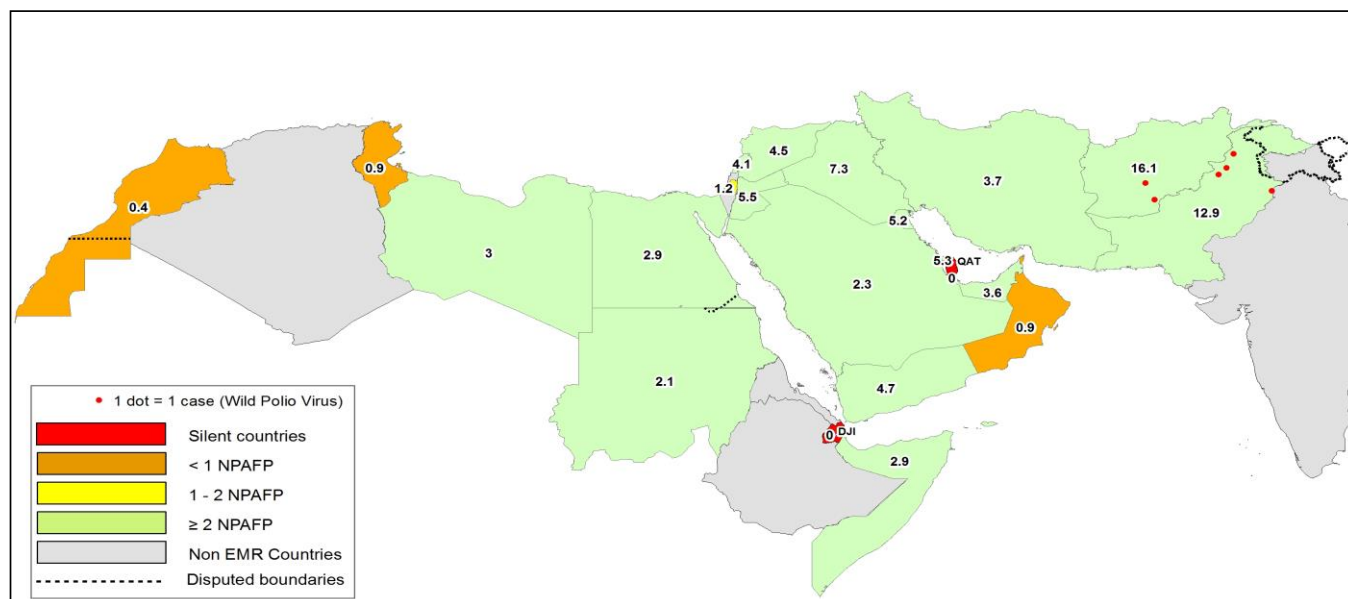 0.4
0.9
3
2.9
2.1
4.1
4.5
1.2
5.5
7.3
5.2
3.7
5.3 QAT
0
3.6
2.3
0.9
4.7
0 DJI
2.9
16.1
12.9
1 dot = 1 case (Wild Polio Virus)
Silent countries
< 1 NPAFP
1 - 2 NPAFP
≥ 2 NPAFP
Non EMR Countries
Disputed boundaries